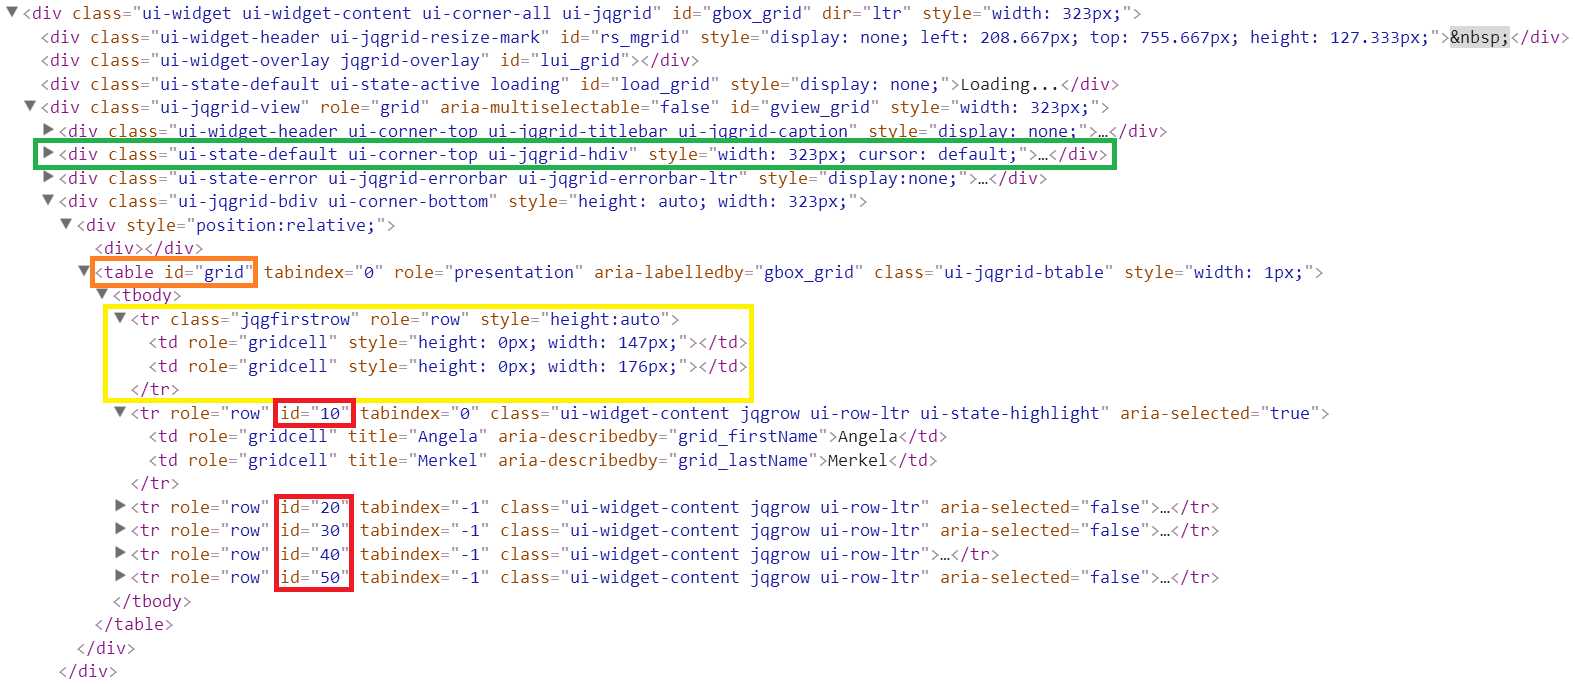 <div class="ui-widget ui-widget-content ui-corner-all ui-jqgrid" id="gbox_grid" dir="ltr" style="width: 323px;">
<div class="ui-widget-header ui-jqgrid-resize-mark" id="rs_mgrid" style="display: none; left: 208.667px; top: 755.667px; height: 127.333px;">&nbsp;</div>
<div class="ui-widget-overlay jqgrid-overlay" id="lui_grid"></div>
<div class="ui-state-default ui-state-active loading" id="load_grid" style="display: none;">Loading...</div>
<div class="ui-jqgrid-view" role="grid" aria-multiselectable="false" id="gview_grid" style="width: 323px;">
<div class="ui-widget-header ui-corner-top ui-jqgrid-titlebar ui-jqgrid-caption" style="display: none;">…</div>
<div class="ui-state-default ui-corner-top ui-jqgrid-hdiv" style="width: 323px; cursor: default;">…</div>
<div class="ui-state-error ui-jqgrid-errorbar ui-jqgrid-errorbar-ltr" style="display:none;">…</div>
<div class="ui-jqgrid-bdiv ui-corner-bottom" style="height: auto; width: 323px;">
<div style="position:relative;">
<div></div>
<table id="grid" tabindex="0" role="presentation" aria-labelledby="gbox_grid" class="ui-jqgrid-btable" style="width: 1px;">
<tbody>
<tr class="jqgfirstrow" role="row" style="height:auto">
<td role="gridcell" style="height: 0px; width: 147px;"></td>
<td role="gridcell" style="height: 0px; width: 176px;"></td>
</tr>
<tr role="row" id="10" tabindex="0" class="ui-widget-content jqgrow ui-row-ltr ui-state-highlight" aria-selected="true">
<td role="gridcell" title="Angela" aria-describedby="grid_firstName">Angela</td>
<td role="gridcell" title="Merkel" aria-describedby="grid_lastName">Merkel</td>
</tr>
<tr role="row" id="20" tabindex="-1" class="ui-widget-content jqgrow ui-row-ltr" aria-selected="false">…</tr>
<tr role="row" id="30" tabindex="-1" class="ui-widget-content jqgrow ui-row-ltr" aria-selected="false">…</tr>
<tr role="row" id="40" tabindex="-1" class="ui-widget-content jqgrow ui-row-ltr">…</tr>
<tr role="row" id="50" tabindex="-1" class="ui-widget-content jqgrow ui-row-ltr" aria-selected="false">…</tr>
</tbody>
</table>
</div>
</div>